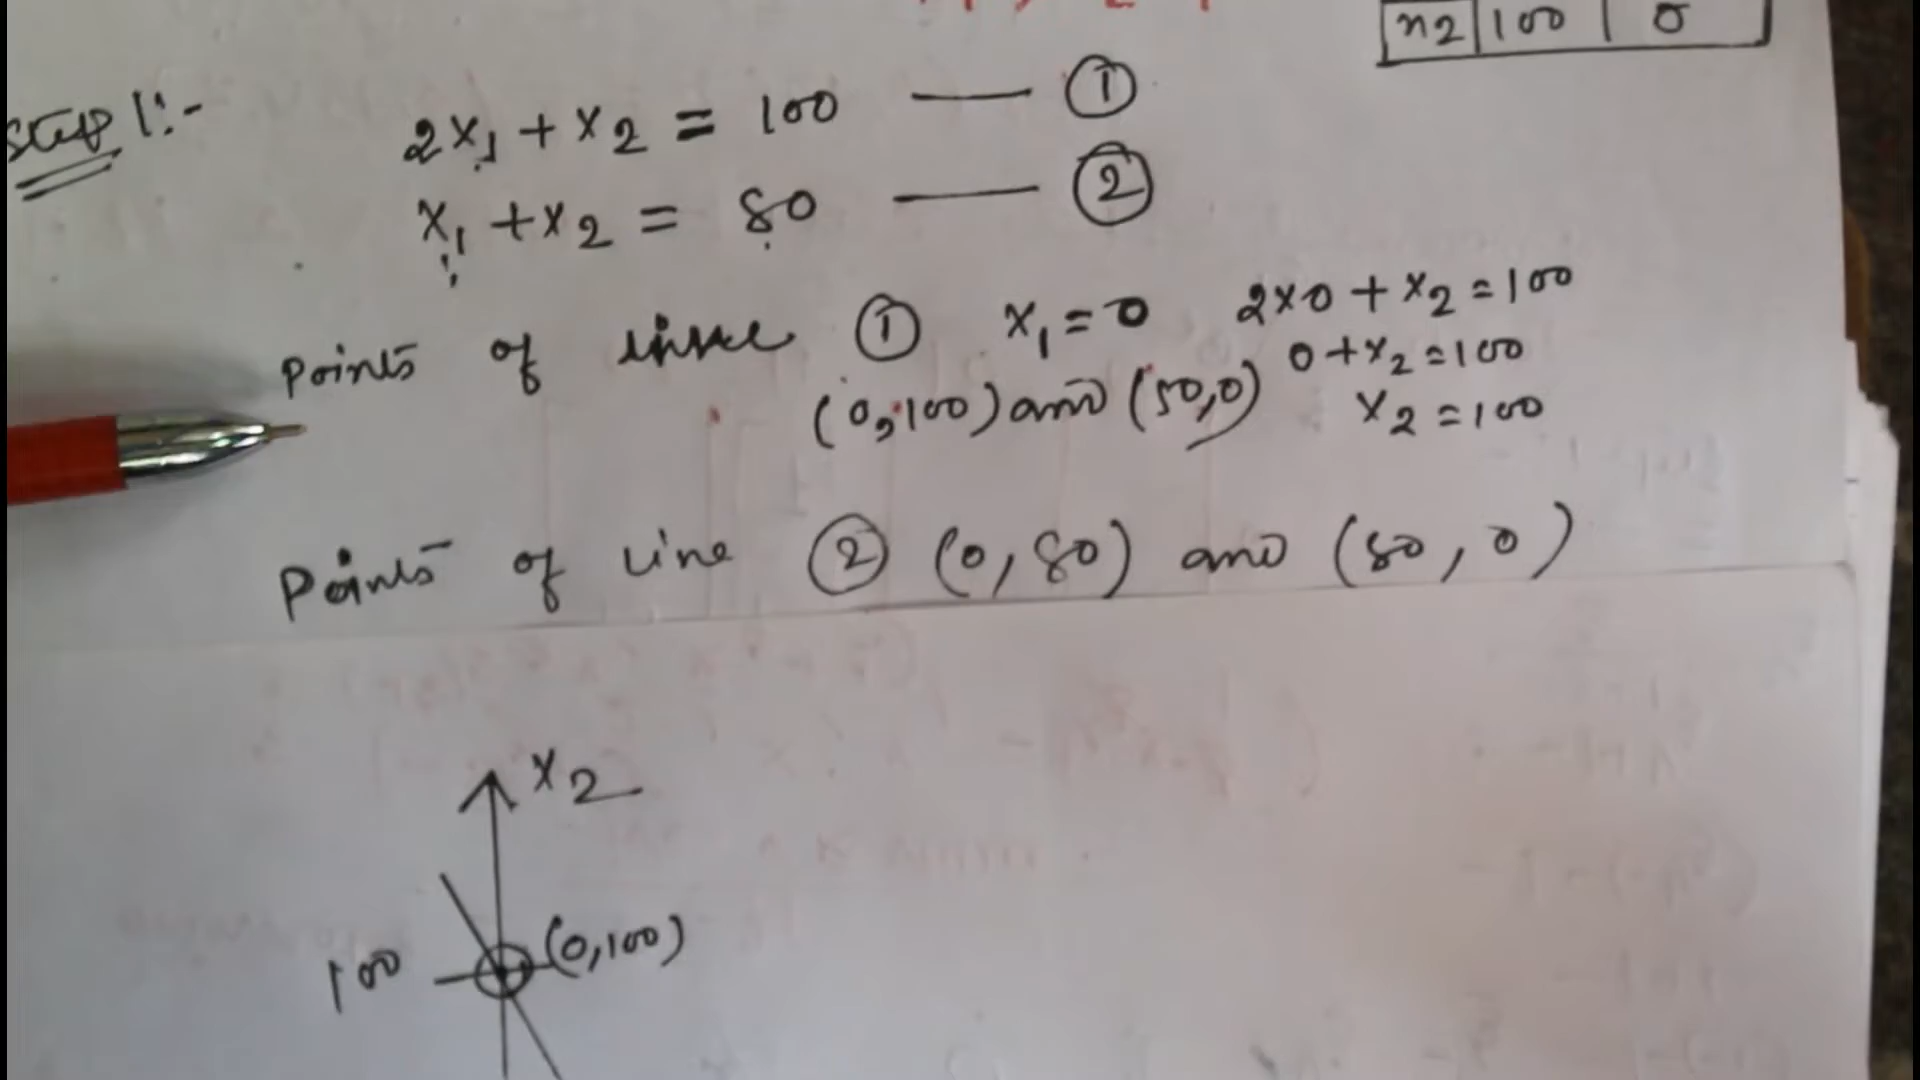 x2 | 100 | 0
Step 1:-
2x₁ + x₂ = 100 — ①
x₁ + x₂ = 80 — ②
Points of line ① x₁ = 0 2×0 + x₂ = 100
(0,100) and (50,0) 0 + x₂ = 100
x₂ = 100
Points of line ② (0,80) and (80,0)
x₂
100 (0,100)